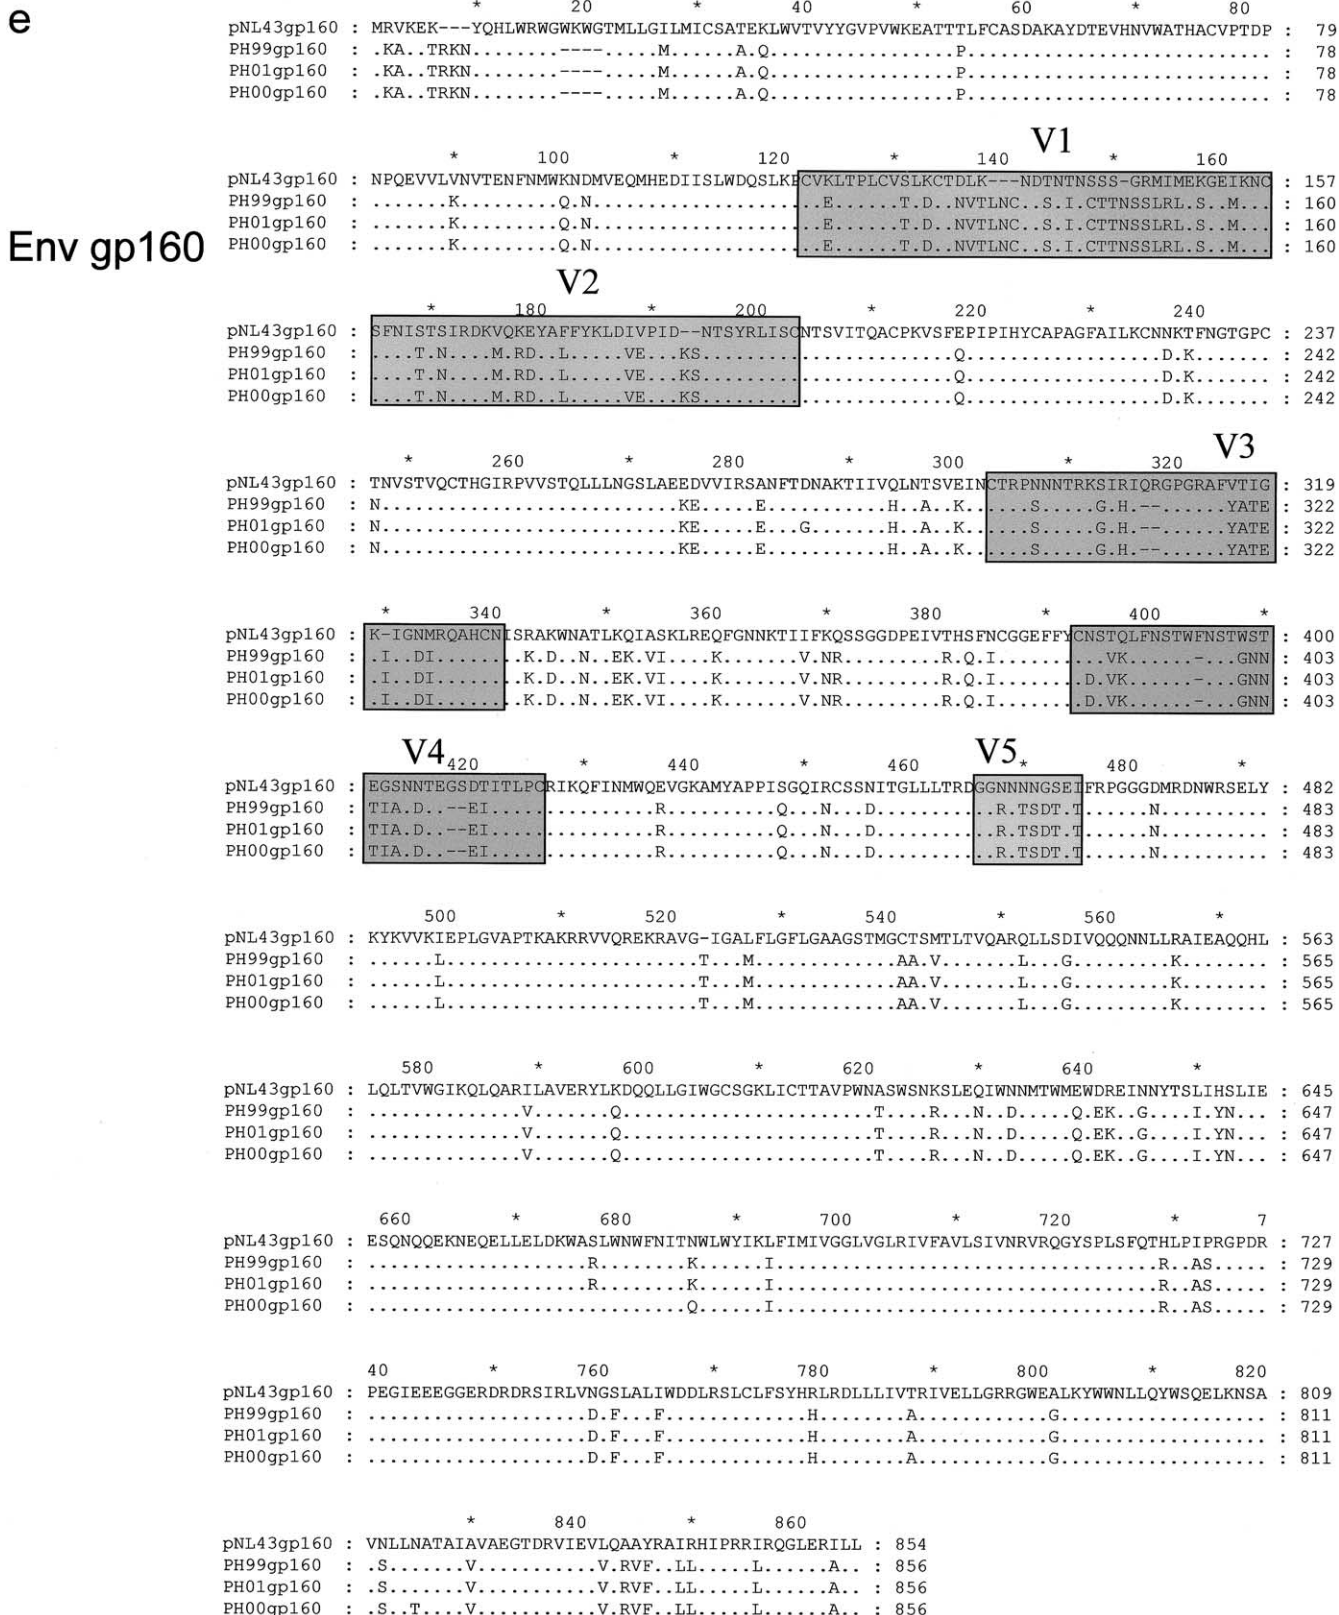 e
Env gp160
* 20 * 40 * 60 * 80
pNL43gp160 : MRVKEK---YQHLWRWGWKWGTMLLGILMICSATEKLWVTVYYGVPVWKEATTTLFCASDAKAYDTEVHNVWATHACVPTDP : 79
PH99gp160 : .KA..TRKN........----.....M......A.Q.................P............................ : 78
PH01gp160 : .KA..TRKN........----.....M......A.Q.................P............................ : 78
PH00gp160 : .KA..TRKN........----.....M......A.Q.................P............................ : 78
V1
* 100 * 120 * 140 * 160
pNL43gp160 : NPQEVVLVNVTENFNMWKNDMVEQMHEDIISLWDQSLKPCVKLTPLCVSLKCTDLK---NDTNTNSSS-GRMIMEKGEIKNC : 157
PH99gp160 : .......K.........Q.N.....................E......T.D..NVTLNC..S.I.CTTNSSLRL.S..M... : 160
PH01gp160 : .......K.........Q.N.....................E......T.D..NVTLNC..S.I.CTTNSSLRL.S..M... : 160
PH00gp160 : .......K.........Q.N.....................E......T.D..NVTLNC..S.I.CTTNSSLRL.S..M... : 160
V2
* 180 * 200 * 220 * 240
pNL43gp160 : SFNISTSIRDKVQKEYAFFYKLDIVPID--NTSYRLISCNTSVITQACPKVSFEPIPIHYCAPAGFAILKCNNKTFNGTGPC : 237
PH99gp160 : ....T.N....M.RD..L.....VE...KS.......................Q...................D.K....... : 242
PH01gp160 : ....T.N....M.RD..L.....VE...KS.......................Q...................D.K....... : 242
PH00gp160 : ....T.N....M.RD..L.....VE...KS.......................Q...................D.K....... : 242
V3
* 260 * 280 * 300 * 320
pNL43gp160 : TNVSTVQCTHGIRPVVSTQLLLNGSLAEEDVVIRSANFTDNAKTIIVQLNTSVEINCTRPNNNTRKSIRIQRGPGRAFVTIG : 319
PH99gp160 : N...........................KE.....E...........H..A..K......S.....G.H.--......YATE : 322
PH01gp160 : N...........................KE.....E...G.......H..A..K......S.....G.H.--......YATE : 322
PH00gp160 : N...........................KE.....E...........H..A..K......S.....G.H.--......YATE : 322
* 340 * 360 * 380 * 400 *
pNL43gp160 : K-IGNMRQAHCNISRAKWNATLKQIASKLREQFGNNKTIIFKQSSGGDPEIVTHSFNCGGEFFYCNSTQLFNSTWFNSTWST : 400
PH99gp160 : .I..DI........K.D..N..EK.VI....K.......V.NR.........R.Q.I..........VK......-...GNN : 403
PH01gp160 : .I..DI........K.D..N..EK.VI....K.......V.NR.........R.Q.I........D.VK......-...GNN : 403
PH00gp160 : .I..DI........K.D..N..EK.VI....K.......V.NR.........R.Q.I........D.VK......-...GNN : 403
V4 V5
420 * 440 * 460 * 480 *
pNL43gp160 : EGSNNTEGSDTITLPCRIKQFINMWQEVGKAMYAPPISGQIRCSSNITGLLLTRDGGNNNNGSEIFRPGGGDMRDNWRSELY : 482
PH99gp160 : TIA.D..--EI...............R..........Q...N...D...........R.TSDT.T......N.......... : 483
PH01gp160 : TIA.D..--EI...............R..........Q...N...D...........R.TSDT.T......N.......... : 483
PH00gp160 : TIA.D..--EI...............R..........Q...N...D...........R.TSDT.T......N.......... : 483
500 * 520 * 540 * 560 *
pNL43gp160 : KYKVVKIEPLGVAPTKAKRRVVQREKRAVG-IGALFLGFLGAAGSTMGCTSMTLTVQARQLLSDIVQQQNNLLRAIEAQQHL : 563
PH99gp160 : ......L.......................T...M............AA.V.......L...G.........K........ : 565
PH01gp160 : ......L.......................T...M............AA.V.......L...G.........K........ : 565
PH00gp160 : ......L.......................T...M............AA.V.......L...G.........K........ : 565
580 * 600 * 620 * 640 *
pNL43gp160 : LQLTVWGIKQLQARILAVERYLKDQQLLGIWGCSGKLICTTAVPWNASWSNKSLEQIWNNMTWMEWDREINNYTSLIHSLIE : 645
PH99gp160 : ..............V.......Q.......................T....R...N..D.....Q.EK..G....I.YN... : 647
PH01gp160 : ..............V.......Q.......................T....R...N..D.....Q.EK..G....I.YN... : 647
PH00gp160 : ..............V.......Q.......................T....R...N..D.....Q.EK..G....I.YN... : 647
660 * 680 * 700 * 720 * 7
pNL43gp160 : ESQNQQEKNEQELLELDKWASLWNWFNITNWLWYIKLFIMIVGGLVGLRIVFAVLSIVNRVRQGYSPLSFQTHLPIPRGPDR : 727
PH99gp160 : ....................R........K......I...................................R..AS..... : 729
PH01gp160 : ....................R........K......I...................................R..AS..... : 729
PH00gp160 : .............................Q......I...................................R..AS..... : 729
40 * 760 * 780 * 800 * 820
pNL43gp160 : PEGIEEEGGERDRDRSIRLVNGSLALIWDDLRSLCLFSYHRLRDLLLIVTRIVELLGRRGWEALKYWWNLLQYWSQELKNSA : 809
PH99gp160 : ....................D.F...F.............H........A............G................... : 811
PH01gp160 : ....................D.F...F.............H........A............G................... : 811
PH00gp160 : ....................D.F...F.............H........A............G................... : 811
* 840 * 860
pNL43gp160 : VNLLNATAIAVAEGTDRVIEVLQAAYRAIRHIPRRIRQGLERILL : 854
PH99gp160 : .S.......V...........V.RVF..LL.....L......A.. : 856
PH01gp160 : .S.......V...........V.RVF..LL.....L......A.. : 856
PH00gp160 : .S..T....V...........V.RVF..LL.....L......A.. : 856